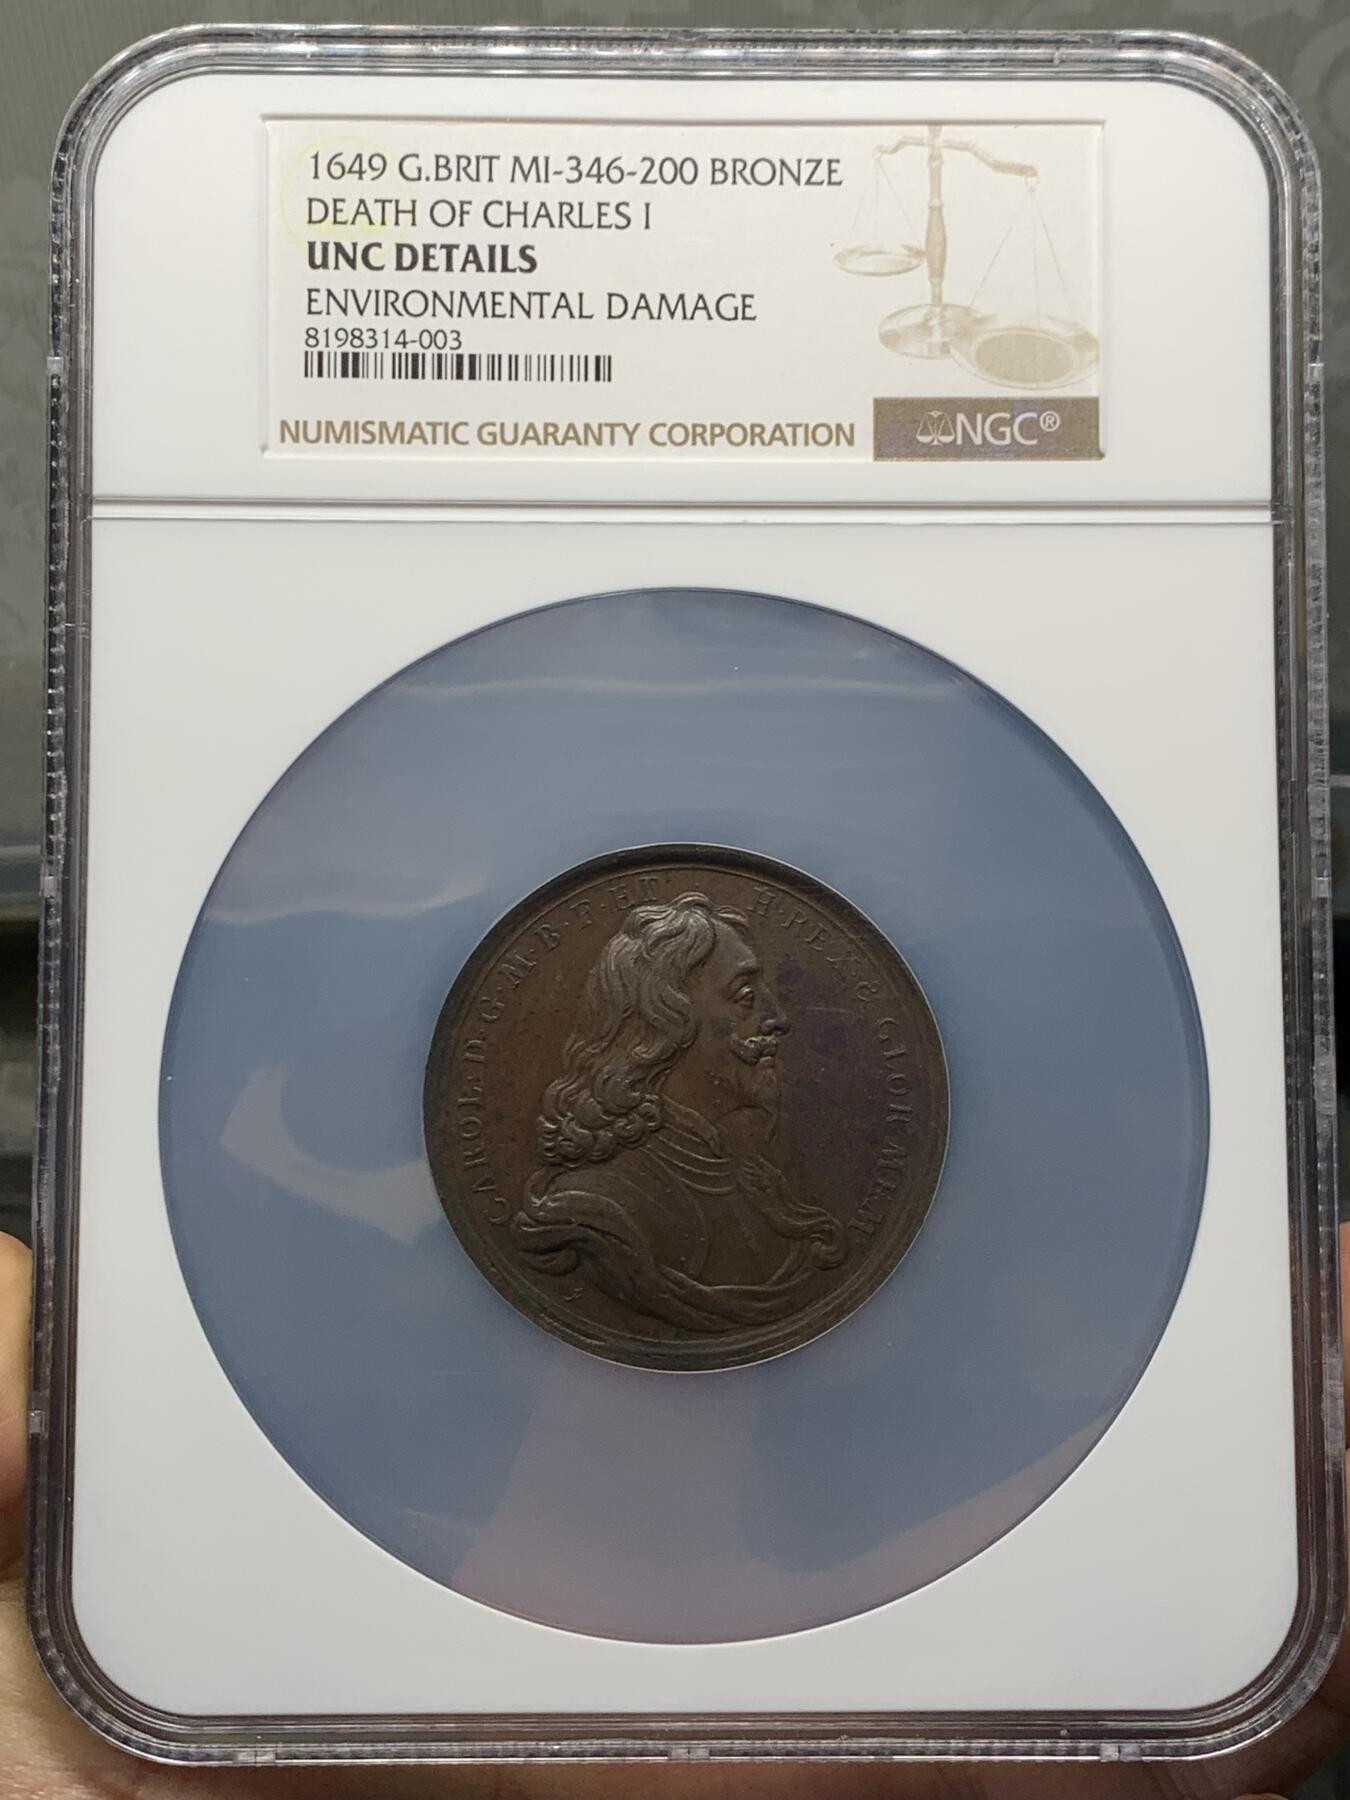 1649 G.BRIT MI-346-200 BRONZE
DEATH OF CHARLES I
UNC DETAILS
ENVIRONMENTAL DAMAGE
8198314-003
NUMISMATIC GUARANTY CORPORATION
NGC®
CAROL·D·G·M·B·F·ET H·REX·&·GLOR·MEM·